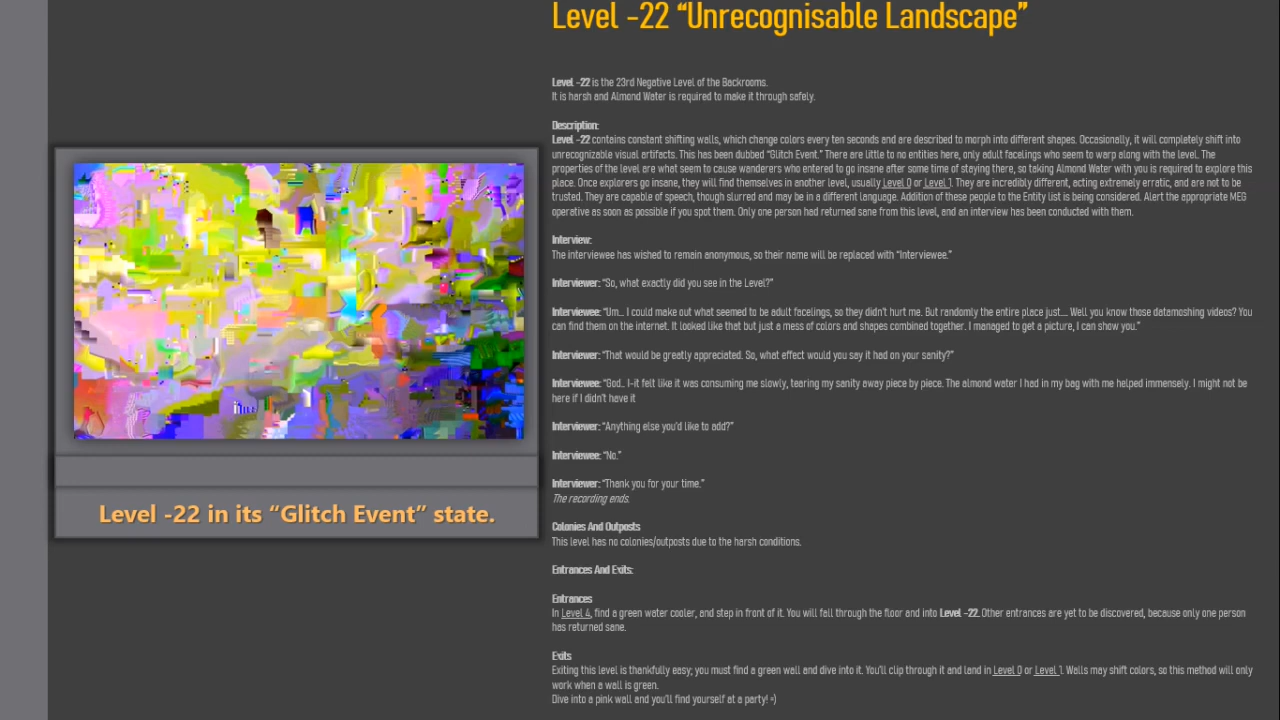 Level -22 “Unrecognisable Landscape”
Level -22 is the 23rd Negative Level of the Backrooms.
It is harsh and Almond Water is required to make it through safely.
Description:
Level -22 contains constant shifting walls, which change colors every ten seconds and are described to morph into different shapes. Occasionally, it will completely shift into
unrecognizable visual artifacts. This has been dubbed “Glitch Event.” There are little to no entities here, only adult facelings who seem to warp along with the level. The
properties of the level are what seem to cause wanderers who entered to go insane after some time of staying there, so taking Almond Water with you is required to explore this
place. Once explorers go insane, they will find themselves in another level, usually Level 0 or Level 1. They are incredibly different, acting extremely erratic, and are not to be
trusted. They are capable of speech, though slurred and may be in a different language. Addition of these people to the Entity list is being considered. Alert the appropriate MEG
operative as soon as possible if you spot them. Only one person had returned sane from this level, and an interview has been conducted with them.
Interview:
The interviewee has wished to remain anonymous, so their name will be replaced with “Interviewee.”
Interviewer: “So, what exactly did you see in the Level?”
Interviewee: “Um... I could make out what seemed to be adult facelings, so they didn't hurt me. But randomly the entire place just.... Well you know those datamoshing videos? You
can find them on the internet. It looked like that but just a mess of colors and shapes combined together. I managed to get a picture, I can show you.”
Interviewer: “That would be greatly appreciated. So, what effect would you say it had on your sanity?”
Interviewee: “God... I-it felt like it was consuming me slowly, tearing my sanity away piece by piece. The almond water I had in my bag with me helped immensely. I might not be
here if I didn't have it
Interviewer: “Anything else you'd like to add?”
Interviewee: “No.”
Interviewer: “Thank you for your time.”
The recording ends.
Colonies And Outposts
This level has no colonies/outposts due to the harsh conditions.
Entrances And Exits:
Entrances
In Level 4, find a green water cooler, and step in front of it. You will fall through the floor and into Level -22. Other entrances are yet to be discovered, because only one person
has returned sane.
Exits
Exiting this level is thankfully easy; you must find a green wall and dive into it. You'll clip through it and land in Level 0 or Level 1. Walls may shift colors, so this method will only
work when a wall is green.
Dive into a pink wall and you'll find yourself at a party! =)
Level -22 in its “Glitch Event” state.